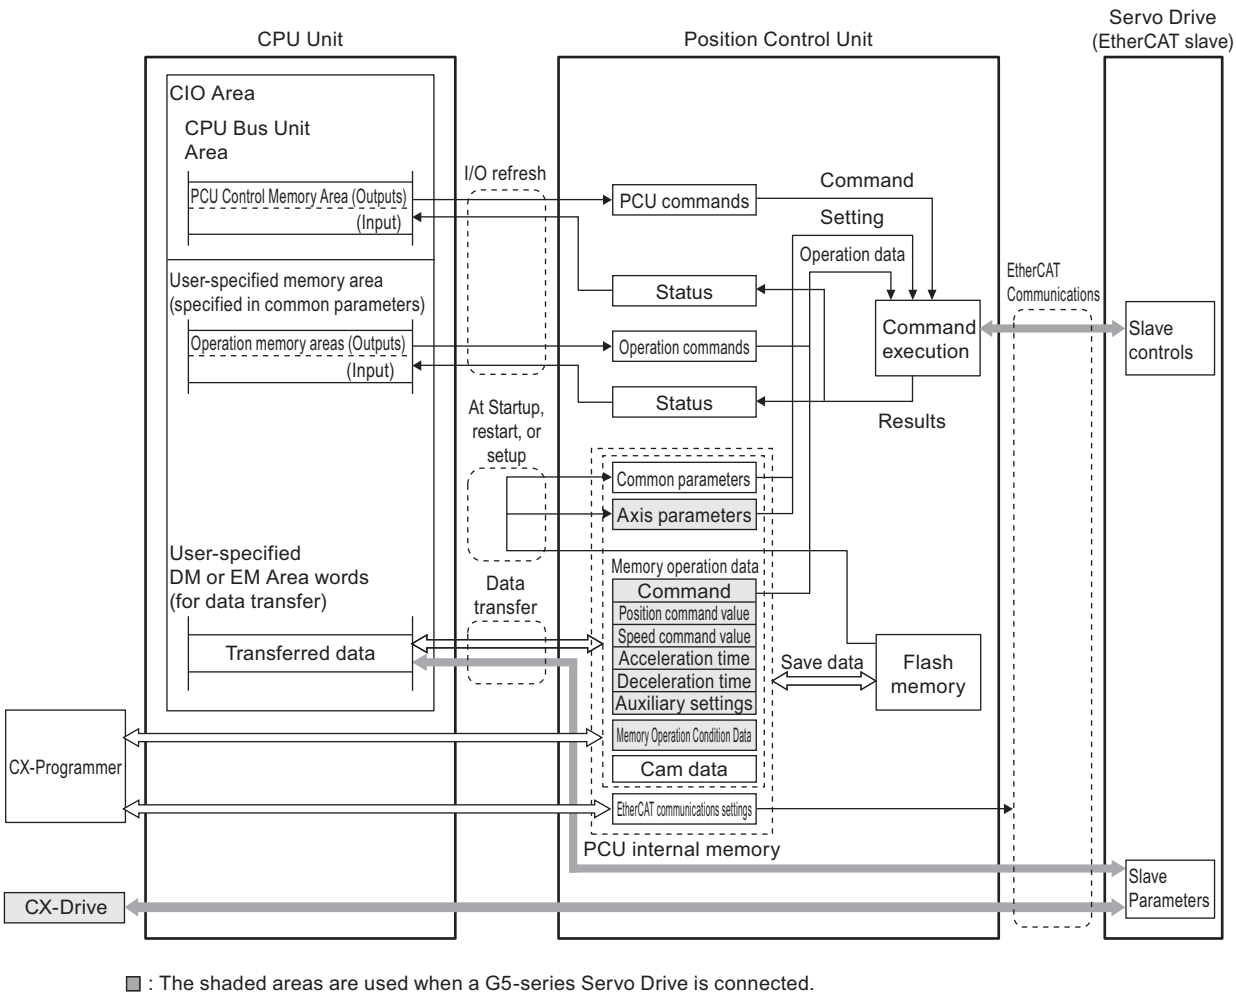 CPU Unit
Position Control Unit
Servo Drive
(EtherCAT slave)
CIO Area
CPU Bus Unit
Area
PCU Control Memory Area (Outputs)
(Input)
User-specified memory area
(specified in common parameters)
Operation memory areas (Outputs)
(Input)
User-specified
DM or EM Area words
(for data transfer)
Transferred data
I/O refresh
At Startup,
restart, or
setup
Data
transfer
PCU commands
Status
Operation commands
Status
Common parameters
Axis parameters
Memory operation data
Command
Position command value
Speed command value
Acceleration time
Deceleration time
Auxiliary settings
Memory Operation Condition Data
Cam data
EtherCAT communications settings
PCU internal memory
Command
Setting
Operation data
Command
execution
Results
Save data
Flash
memory
EtherCAT
Communications
Slave
controls
Slave
Parameters
CX-Programmer
CX-Drive
: The shaded areas are used when a G5-series Servo Drive is connected.